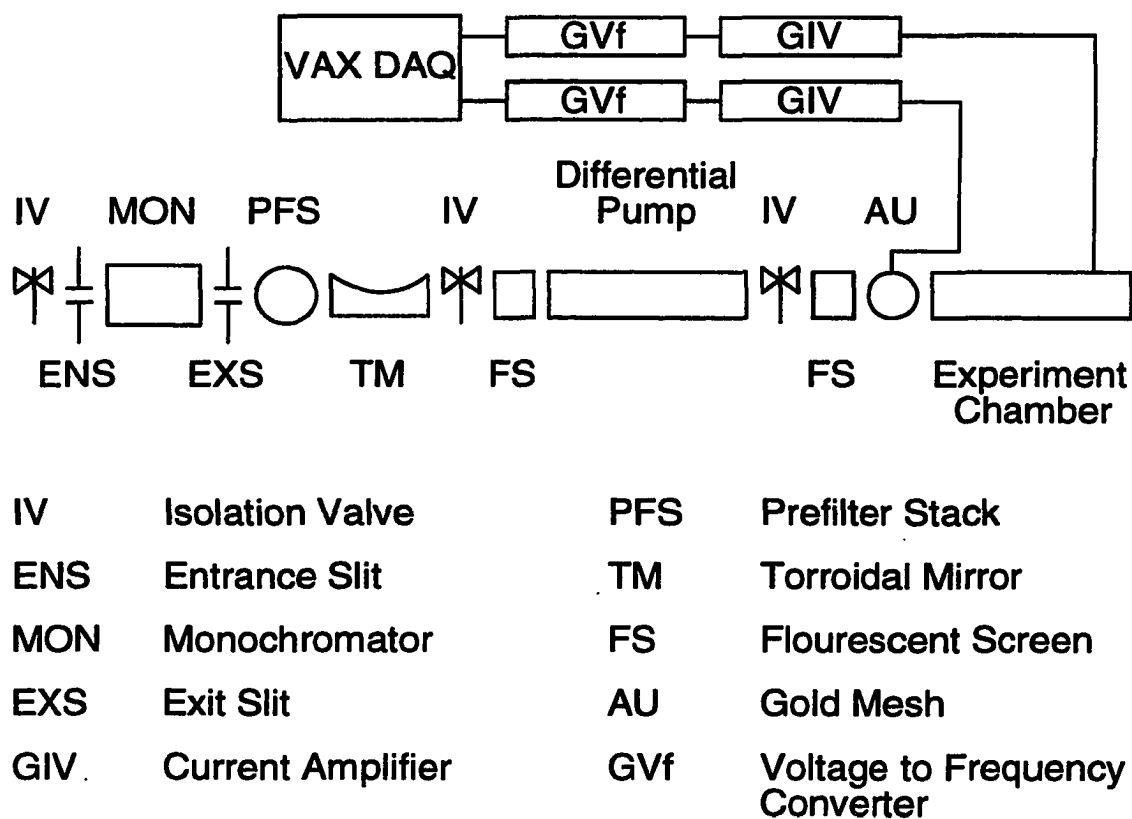 VAX DAQ
GVf
GIV
GVf
GIV
Differential
Pump
IV
MON
PFS
IV
IV
AU
ENS
EXS
TM
FS
FS
Experiment
Chamber
IV Isolation Valve
PFS Prefilter Stack
ENS Entrance Slit
TM Torroidal Mirror
MON Monochromator
FS Flourescent Screen
EXS Exit Slit
AU Gold Mesh
GIV. Current Amplifier
GVf Voltage to Frequency
Converter